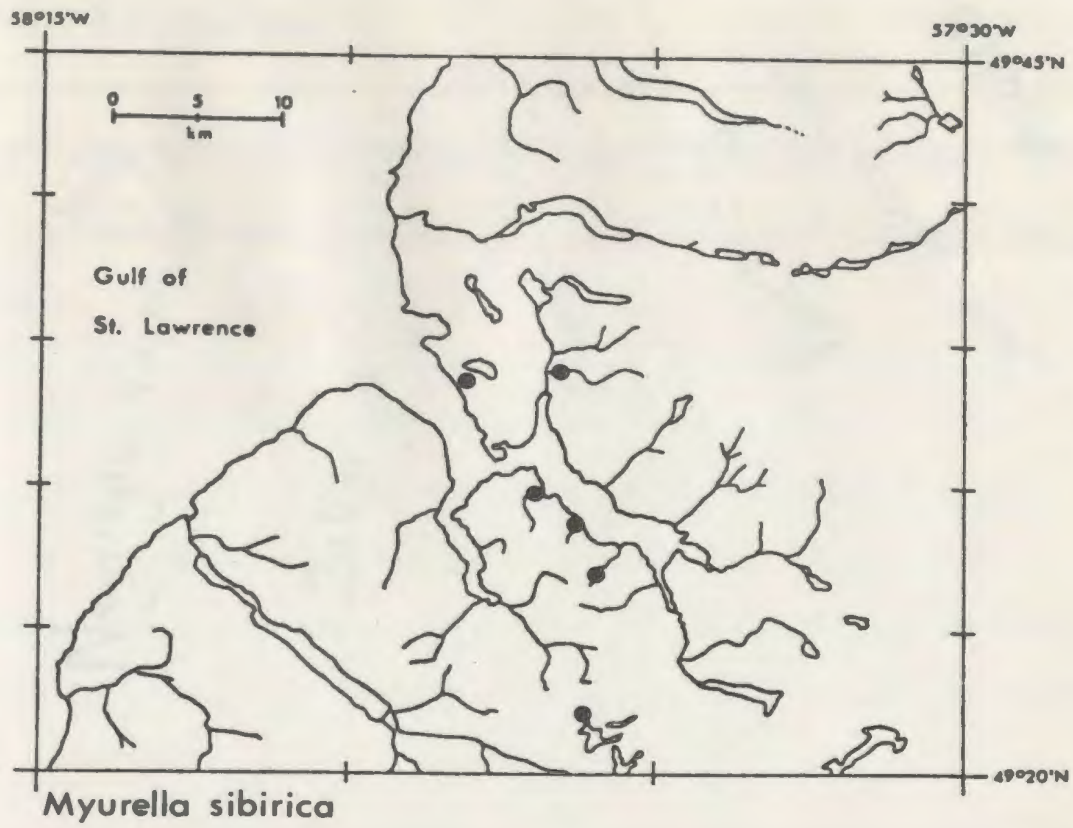 58°15'W
57°30'W
49°45'N
0 5 10
km
Gulf of
St. Lawrence
49°20'N
Myurella sibirica